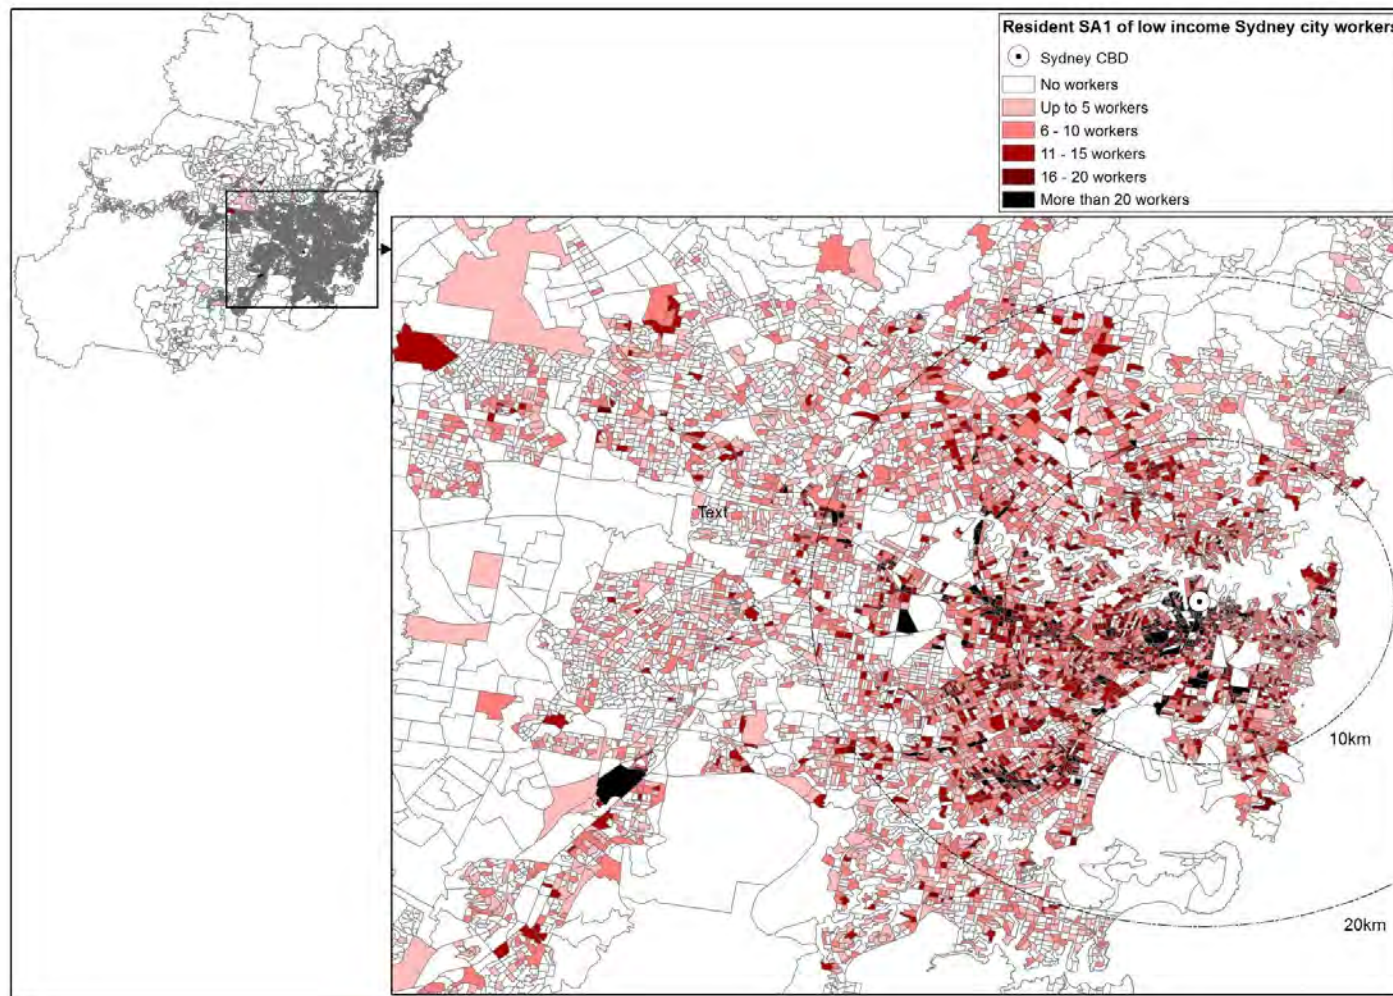 Resident SA1 of low income Sydney city workers
Sydney CBD
No workers
Up to 5 workers
6 - 10 workers
11 - 15 workers
16 - 20 workers
More than 20 workers
Text
10km
20km